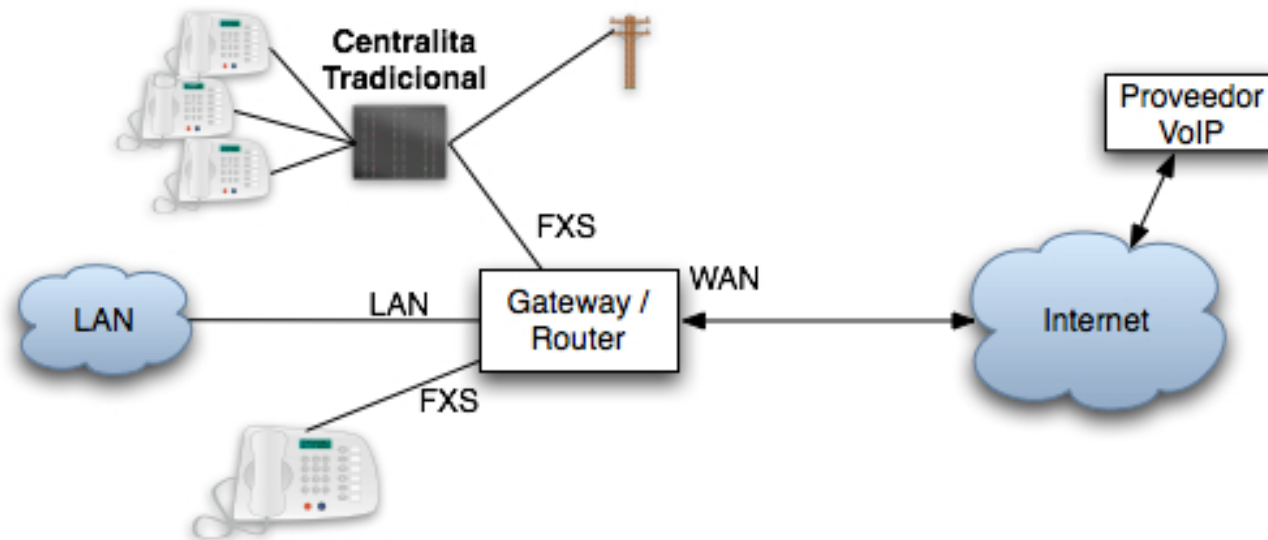 Centralita
Tradicional
Proveedor
VoIP
FXS
WAN
LAN
LAN
Gateway /
Router
Internet
FXS